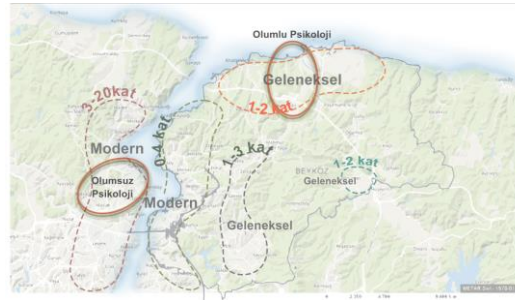 Olumlu Psikoloji
Geleneksel
1-2 kat
3-20kat
0-4 kat
Modern
1-3 kat
1-2 kat
BEYKOZ
Geleneksel
Olumsuz
Psikoloji
Modern
Geleneksel